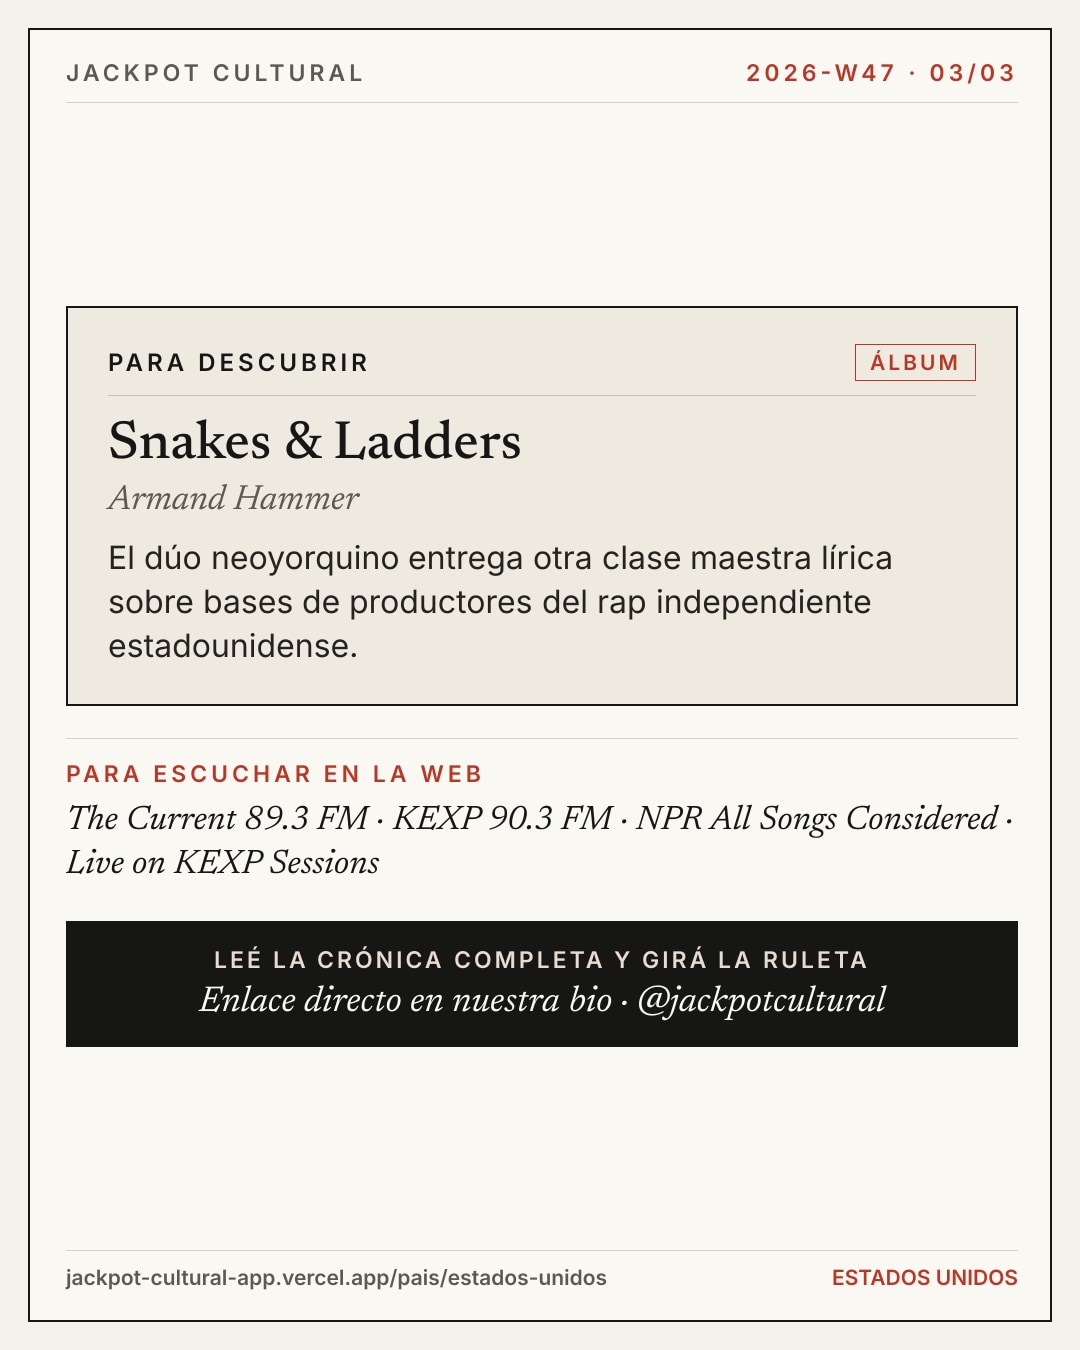 JACKPOT CULTURAL
2026-W47 · 03/03
PARA DESCUBRIR
ÁLBUM
Snakes & Ladders
Armand Hammer
El dúo neoyorquino entrega otra clase maestra lírica
sobre bases de productores del rap independiente
estadounidense.
PARA ESCUCHAR EN LA WEB
The Current 89.3 FM · KEXP 90.3 FM · NPR All Songs Considered ·
Live on KEXP Sessions
LEÉ LA CRÓNICA COMPLETA Y GIRÁ LA RULETA
Enlace directo en nuestra bio · @jackpotcultural
jackpot-cultural-app.vercel.app/pais/estados-unidos
ESTADOS UNIDOS